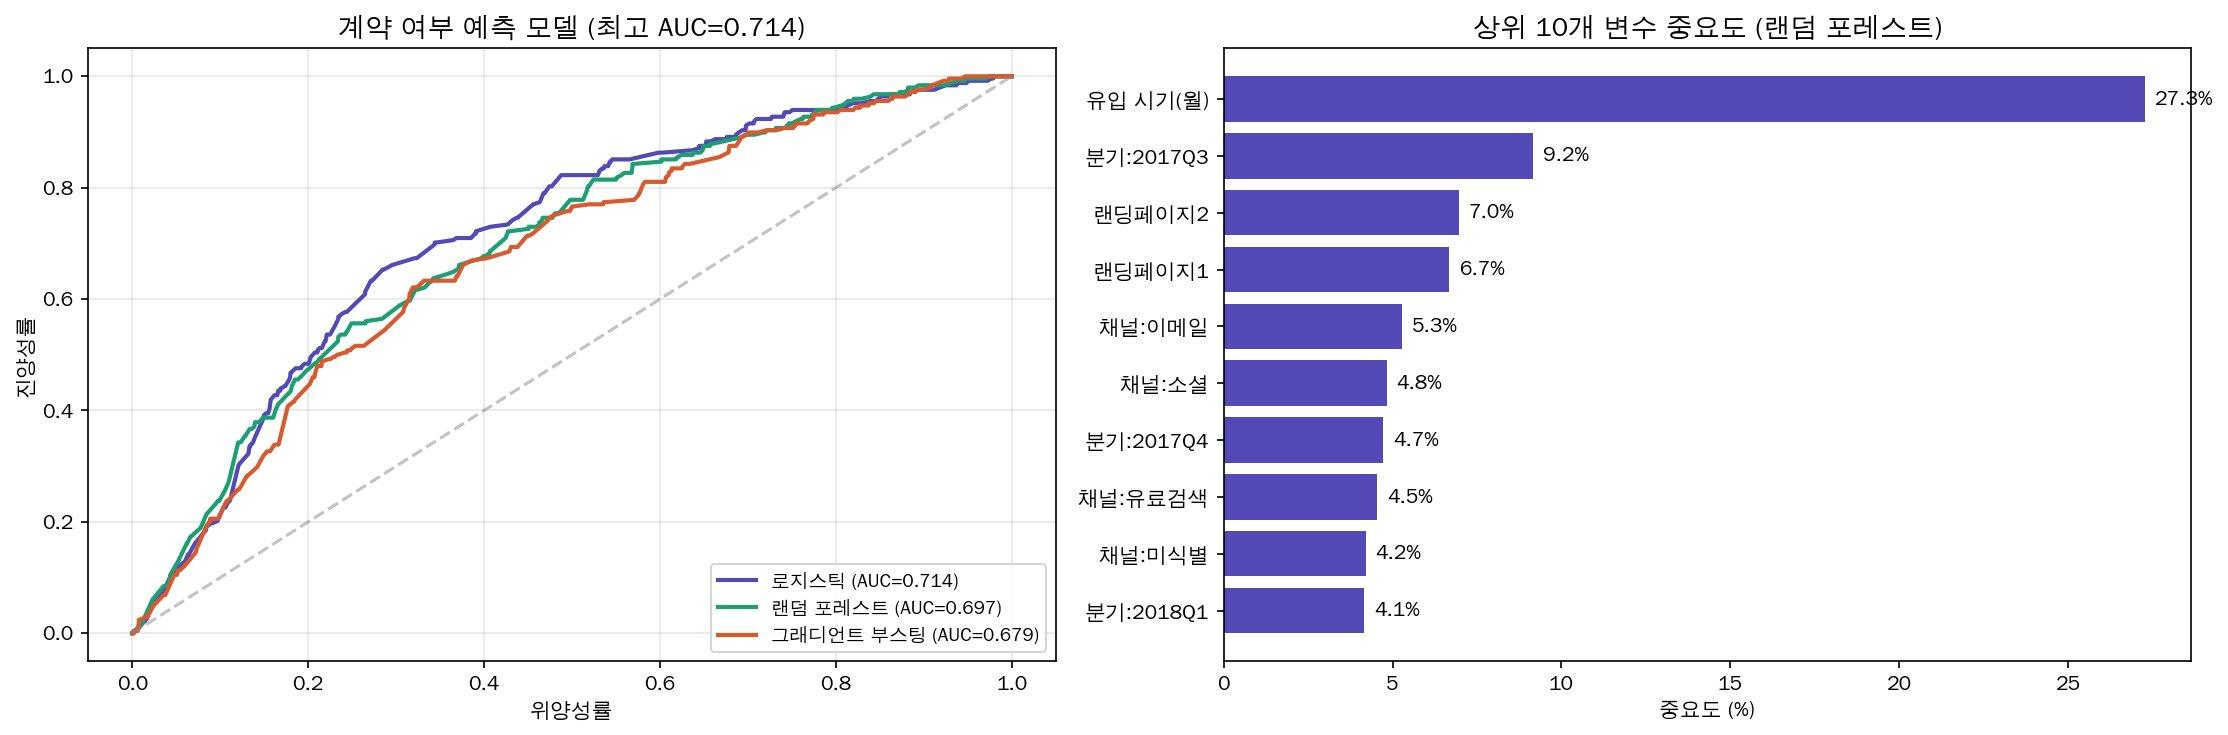 계약 여부 예측 모델 (최고 AUC=0.714)
진양성률
1.0
0.8
0.6
0.4
0.2
0.0
로지스틱 (AUC=0.714)
랜덤 포레스트 (AUC=0.697)
그래디언트 부스팅 (AUC=0.679)
0.0 0.2 0.4 0.6 0.8 1.0
위양성률
상위 10개 변수 중요도 (랜덤 포레스트)
유입 시기(월) 27.3%
분기:2017Q3 9.2%
랜딩페이지2 7.0%
랜딩페이지1 6.7%
채널:이메일 5.3%
채널:소셜 4.8%
분기:2017Q4 4.7%
채널:유료검색 4.5%
채널:미식별 4.2%
분기:2018Q1 4.1%
0 5 10 15 20 25
중요도 (%)